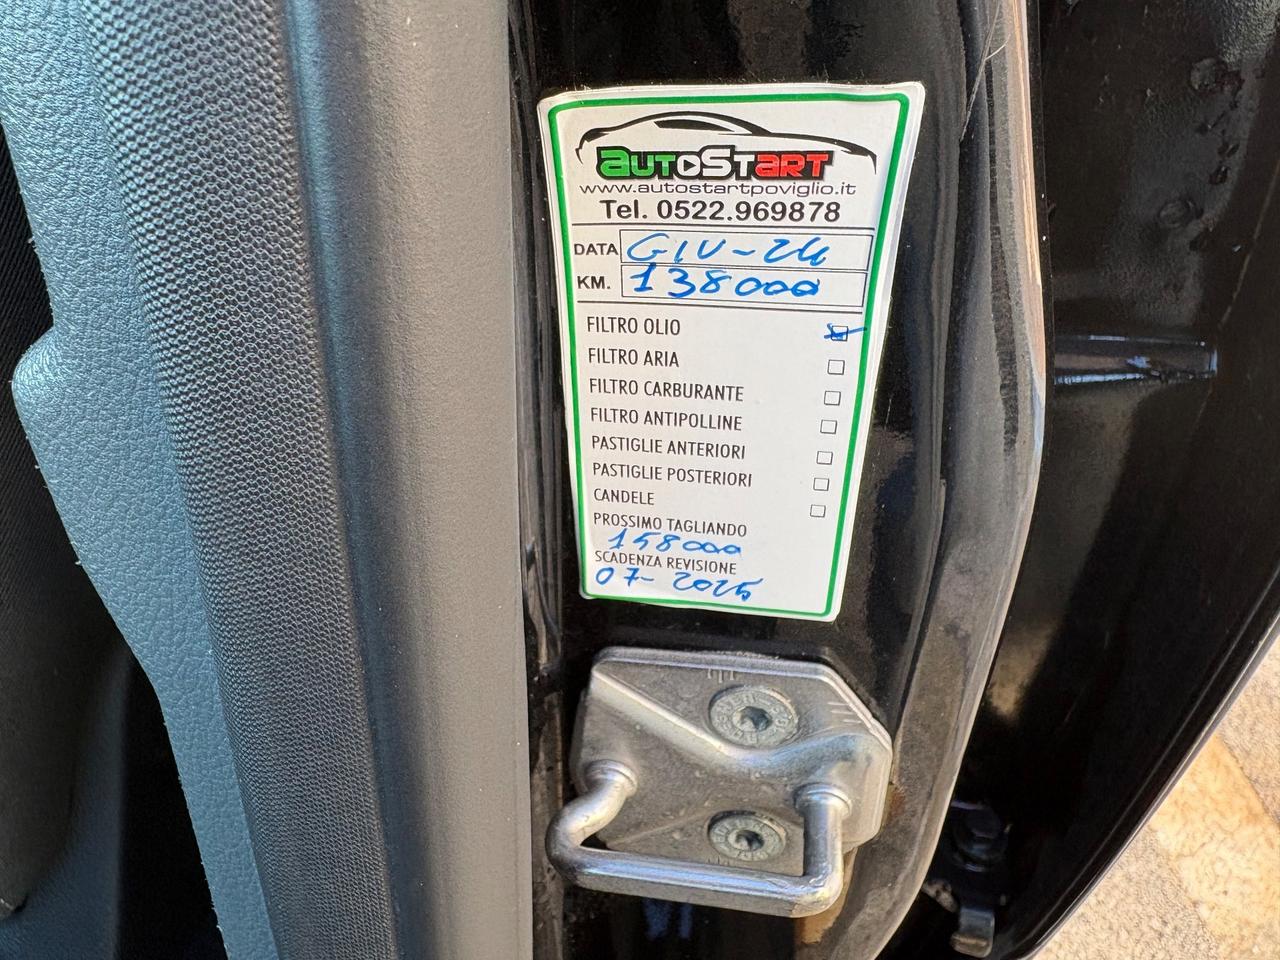 AUTOSTART
www.autostartpoviglio.it
Tel. 0522.969878
DATA GIU-24
KM. 138000
FILTRO OLIO
FILTRO ARIA
FILTRO CARBURANTE
FILTRO ANTIPOLLINE
PASTIGLIE ANTERIORI
PASTIGLIE POSTERIORI
CANDELE
PROSSIMO TAGLIANDO
158000
SCADENZA REVISIONE
07-2025